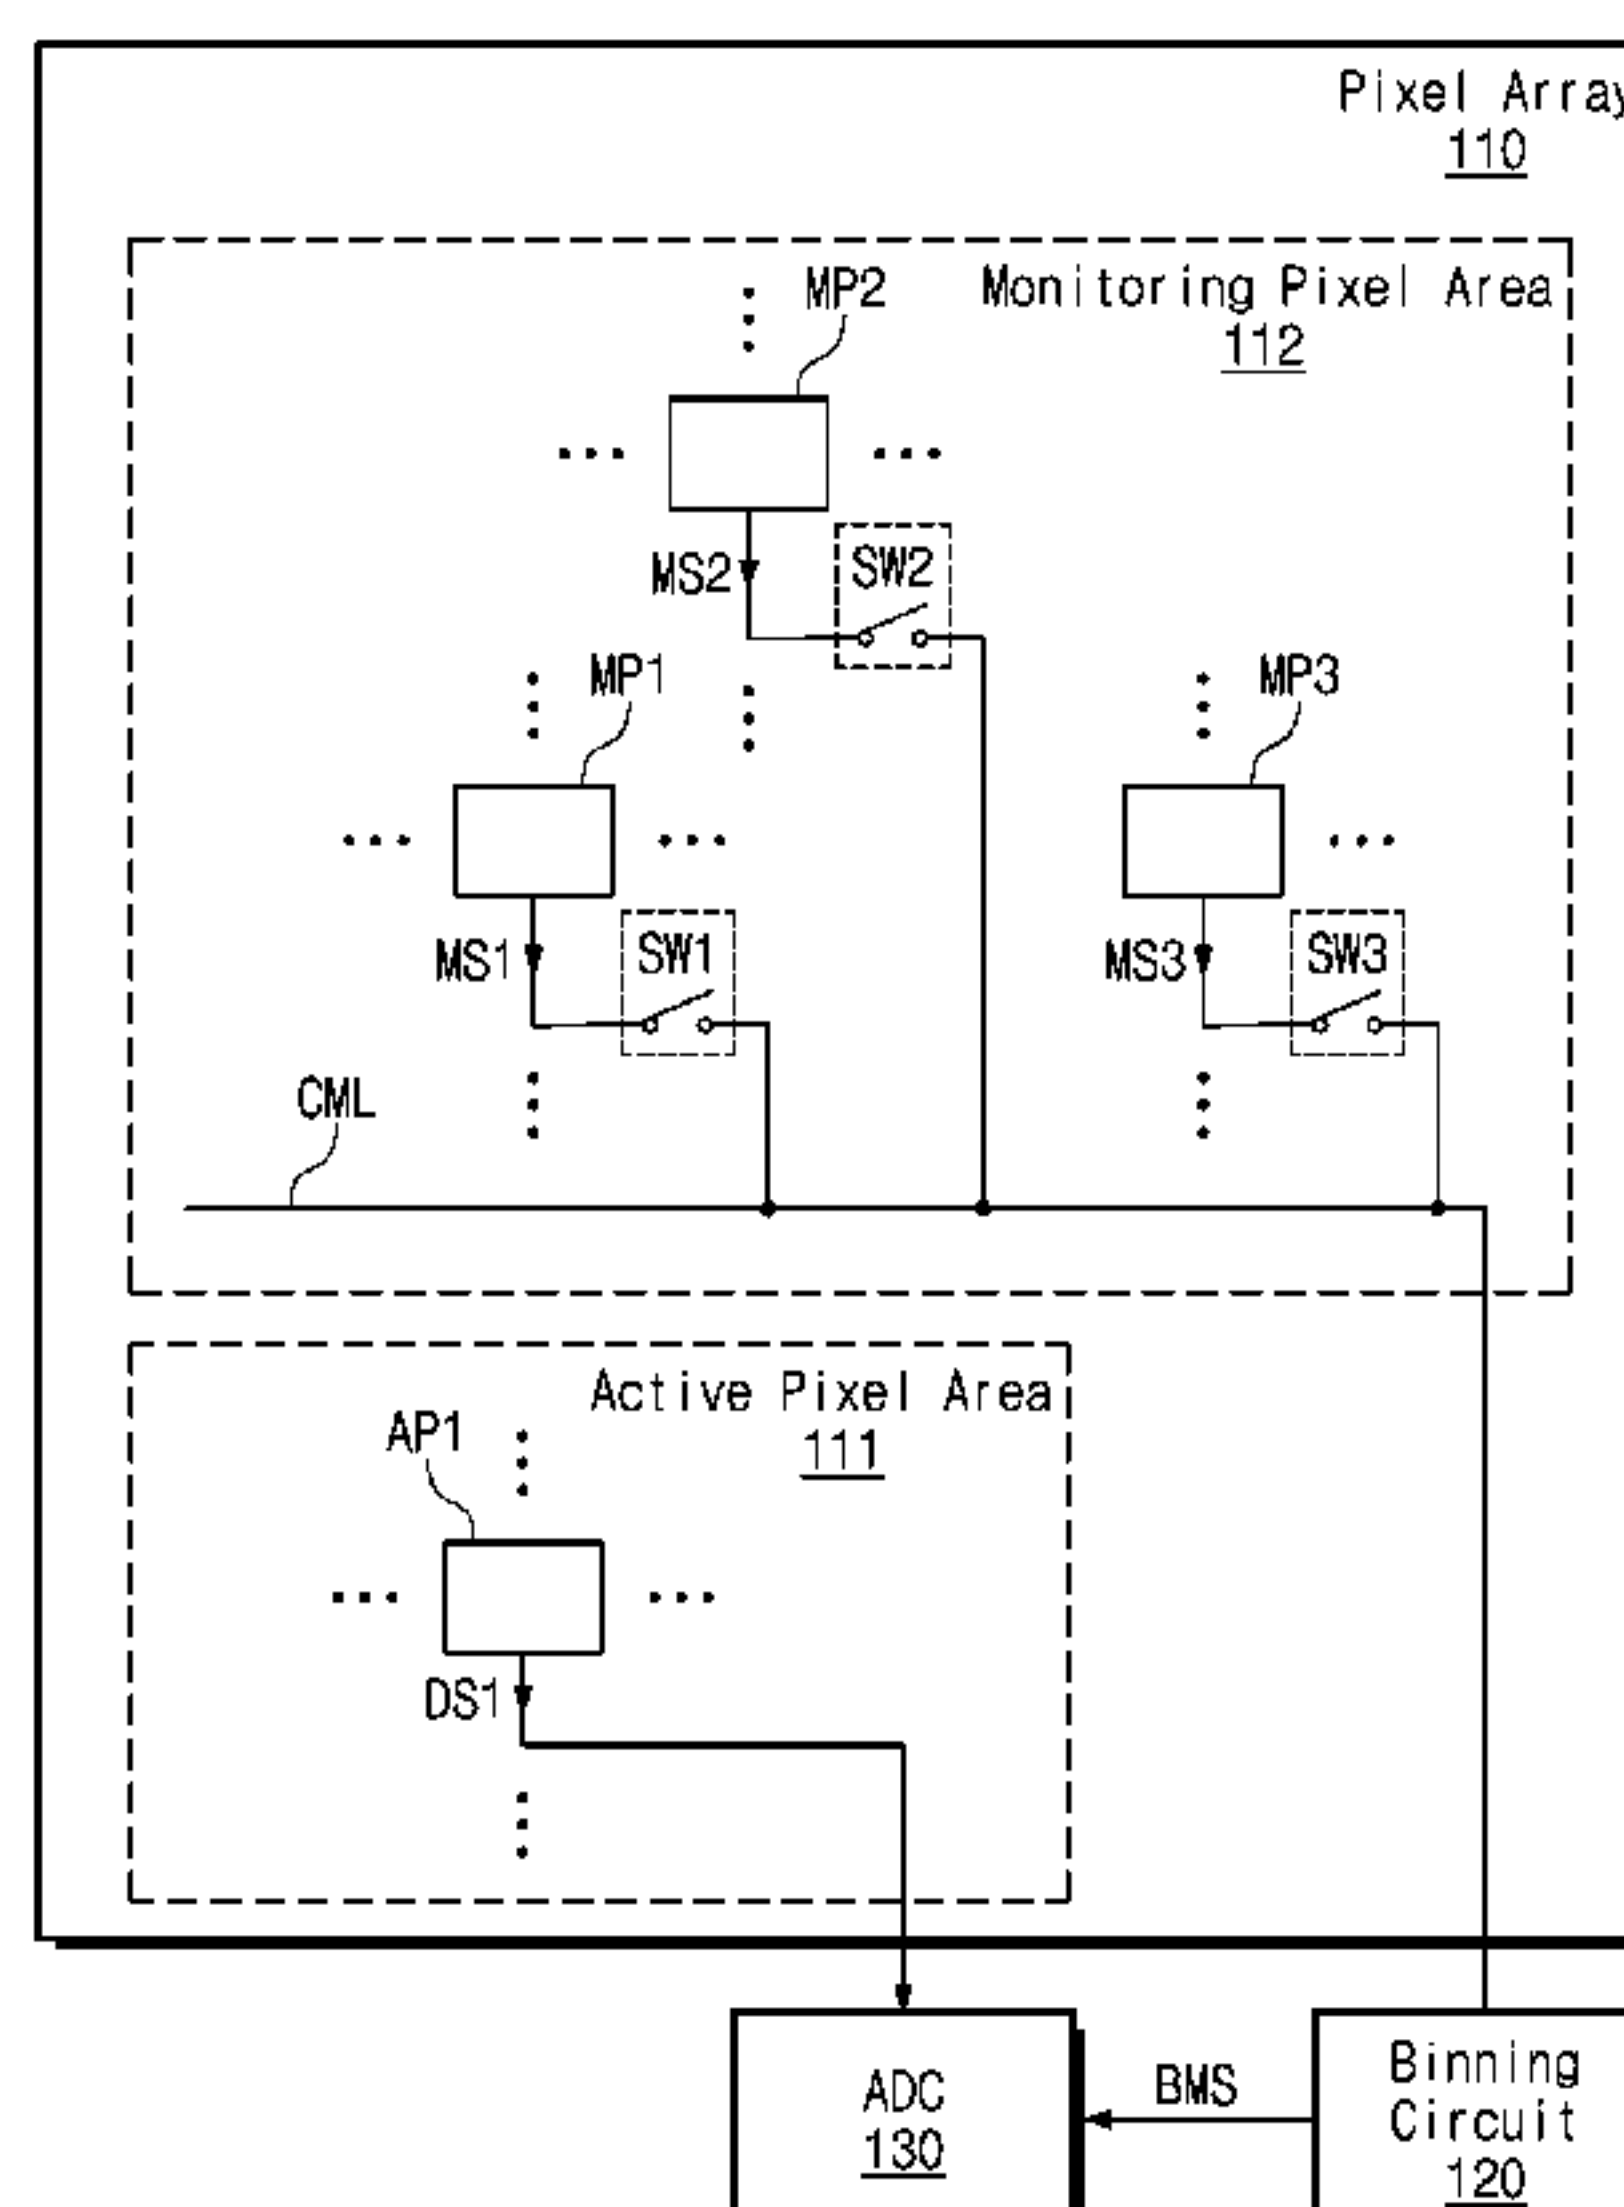 Pixel Array
110
MP2
Monitoring Pixel Area
112
MS2
SW2
MP1
MP3
MS1
SW1
MS3
SW3
CML
Active Pixel Area
111
AP1
DS1
ADC
130
BMS
Binning
Circuit
120